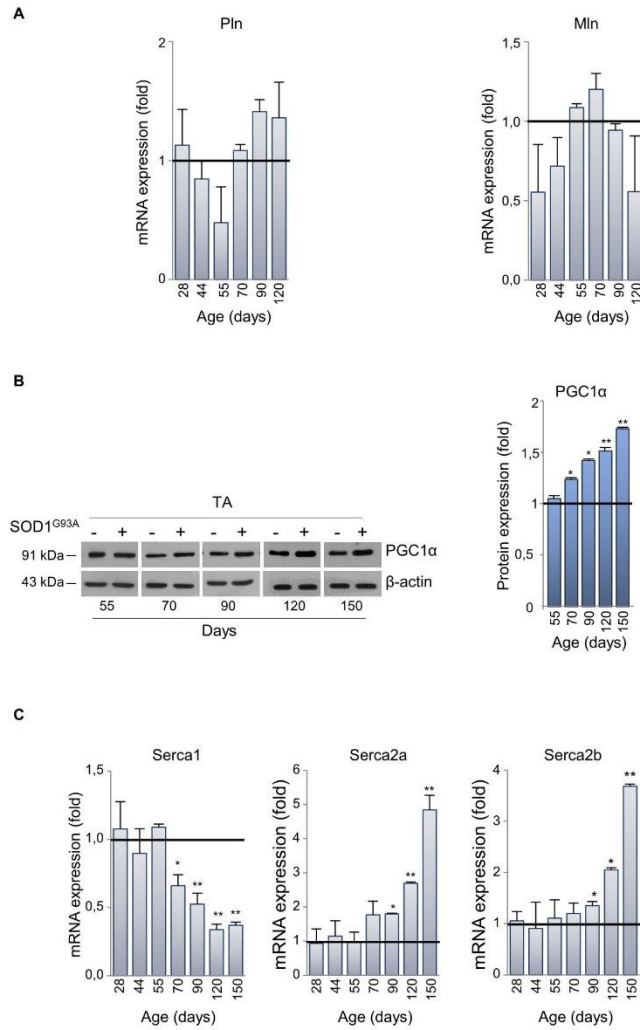 A
Pln
Mln
mRNA expression (fold)
2
1
0
28 44 55 70 90 120
Age (days)
mRNA expression (fold)
1,5
1,0
0,5
0,0
28 44 55 70 90 120
Age (days)
B
TA
SOD1G93A - + - + - + - + - +
91 kDa PGC1α
43 kDa β-actin
55 70 90 120 150
Days
PGC1α
Protein expression (fold)
2
1,5
1
0,5
0
* * ** **
55 70 90 120 150
Age (days)
C
Serca1
mRNA expression (fold)
1,5
1,0
0,5
0,0
* ** ** **
28 44 55 70 90 120 150
Age (days)
Serca2a
mRNA expression (fold)
6
5
4
3
2
1
0
* ** **
28 44 55 70 90 120 150
Age (days)
Serca2b
mRNA expression (fold)
4
3
2
1
0
* * **
28 44 55 70 90 120 150
Age (days)